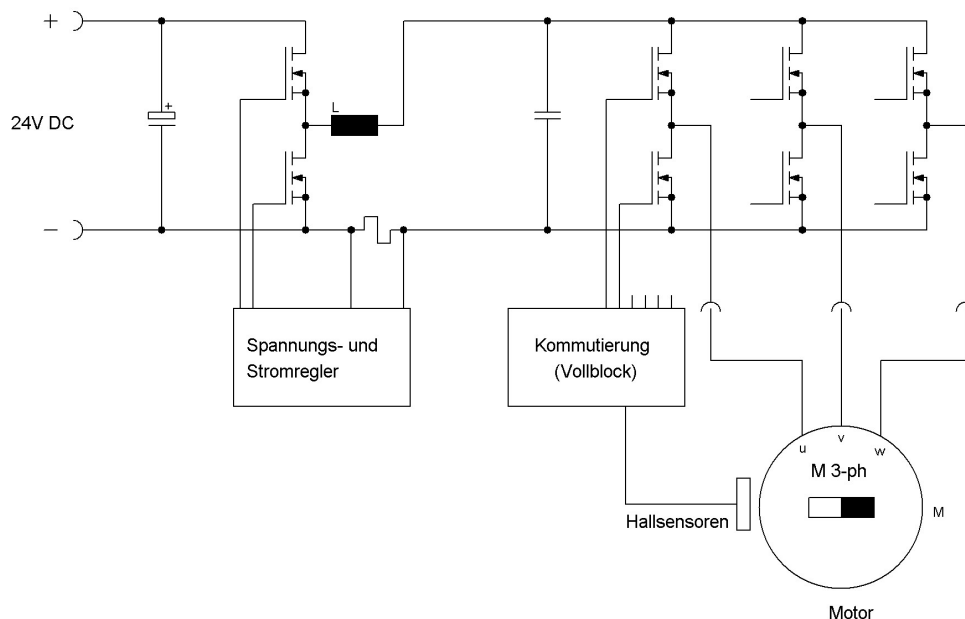 +
+
L
24V DC
−
Spannungs- und
Stromregler
Kommutierung
(Vollblock)
u
v
w
M 3-ph
Hallsensoren
M
Motor